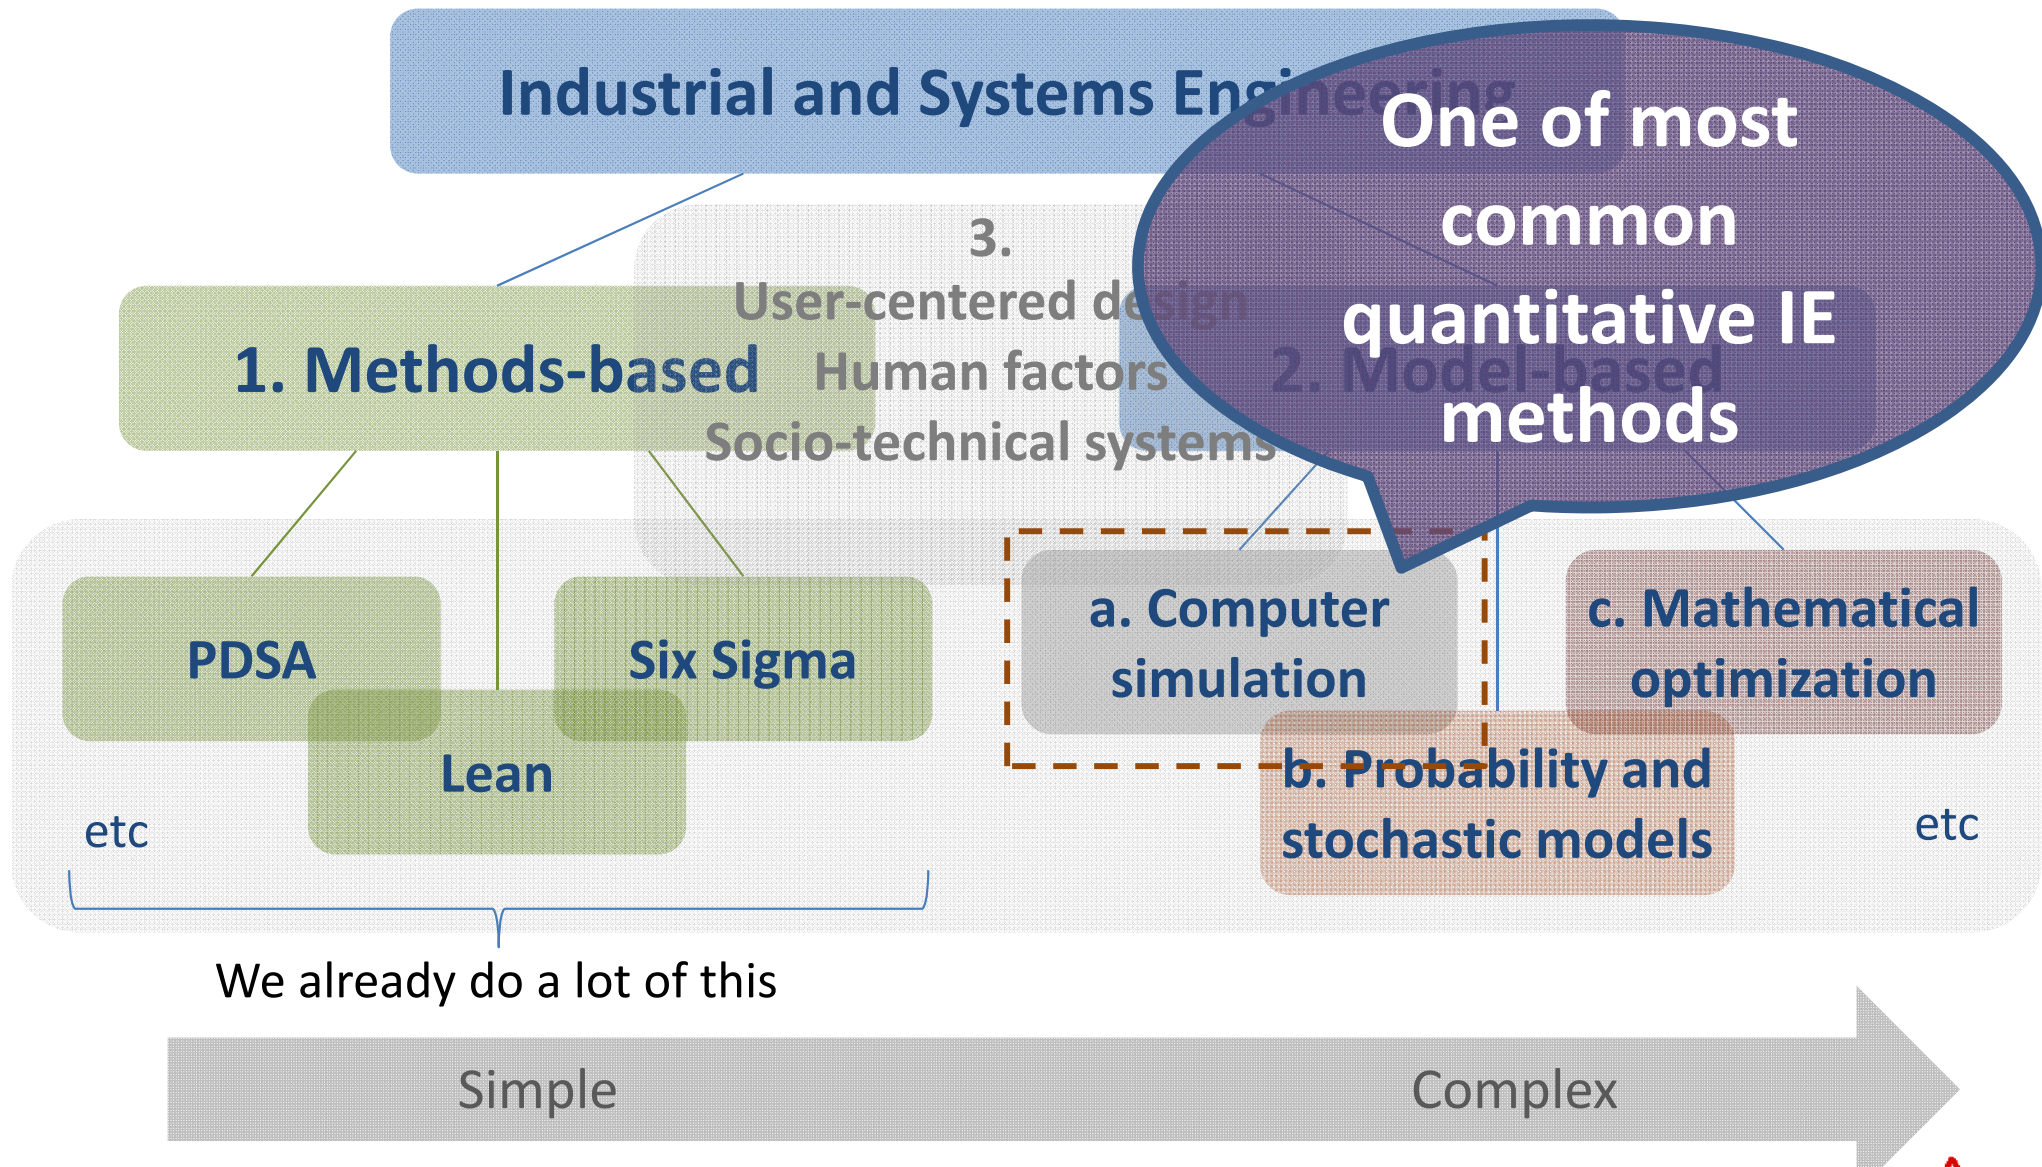 Industrial and Systems Engineering
One of most
common
quantitative IE
methods
3.
User-centered design
Human factors
Socio-technical systems
1. Methods-based
2. Model-based
PDSA
Lean
Six Sigma
etc
a. Computer
simulation
b. Probability and
stochastic models
c. Mathematical
optimization
etc
We already do a lot of this
Simple
Complex